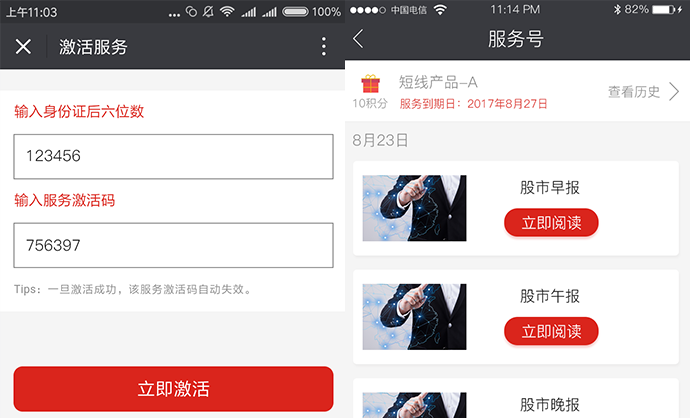 上午11:03
... 100%
激活服务
输入身份证后六位数
123456
输入服务激活码
756397
Tips：一旦激活成功，该服务激活码自动失效。
立即激活
中国电信 11:14 PM 82%
服务号
短线产品-A
10积分 服务到期日：2017年8月27日
查看历史
8月23日
股市早报
立即阅读
股市午报
立即阅读
股市晚报